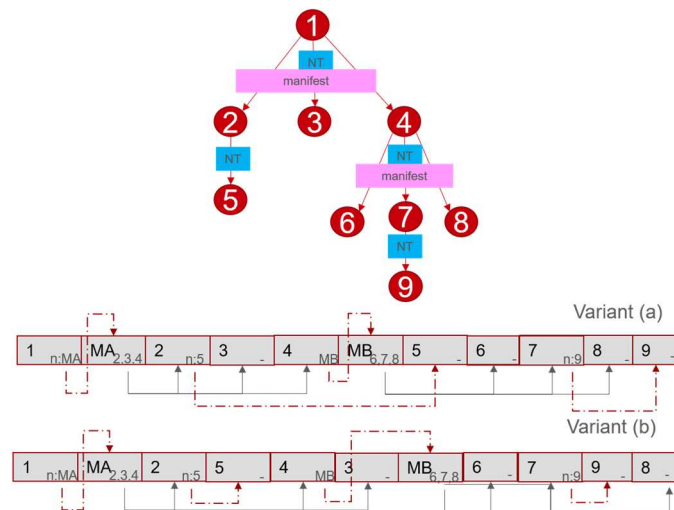 1
NT
manifest
2 3 4
NT NT
manifest
5
6 7 8
NT
9
Variant (a)
1 n:MA MA 2,3,4 2 n:5 3 - 4 MB MB 6,7,8 5 - 6 - 7 n:9 8 - 9 -
Variant (b)
1 n:MA MA 2,3,4 2 n:5 5 - 4 MB 3 - MB 6,7,8 6 - 7 n:9 9 - 8 -